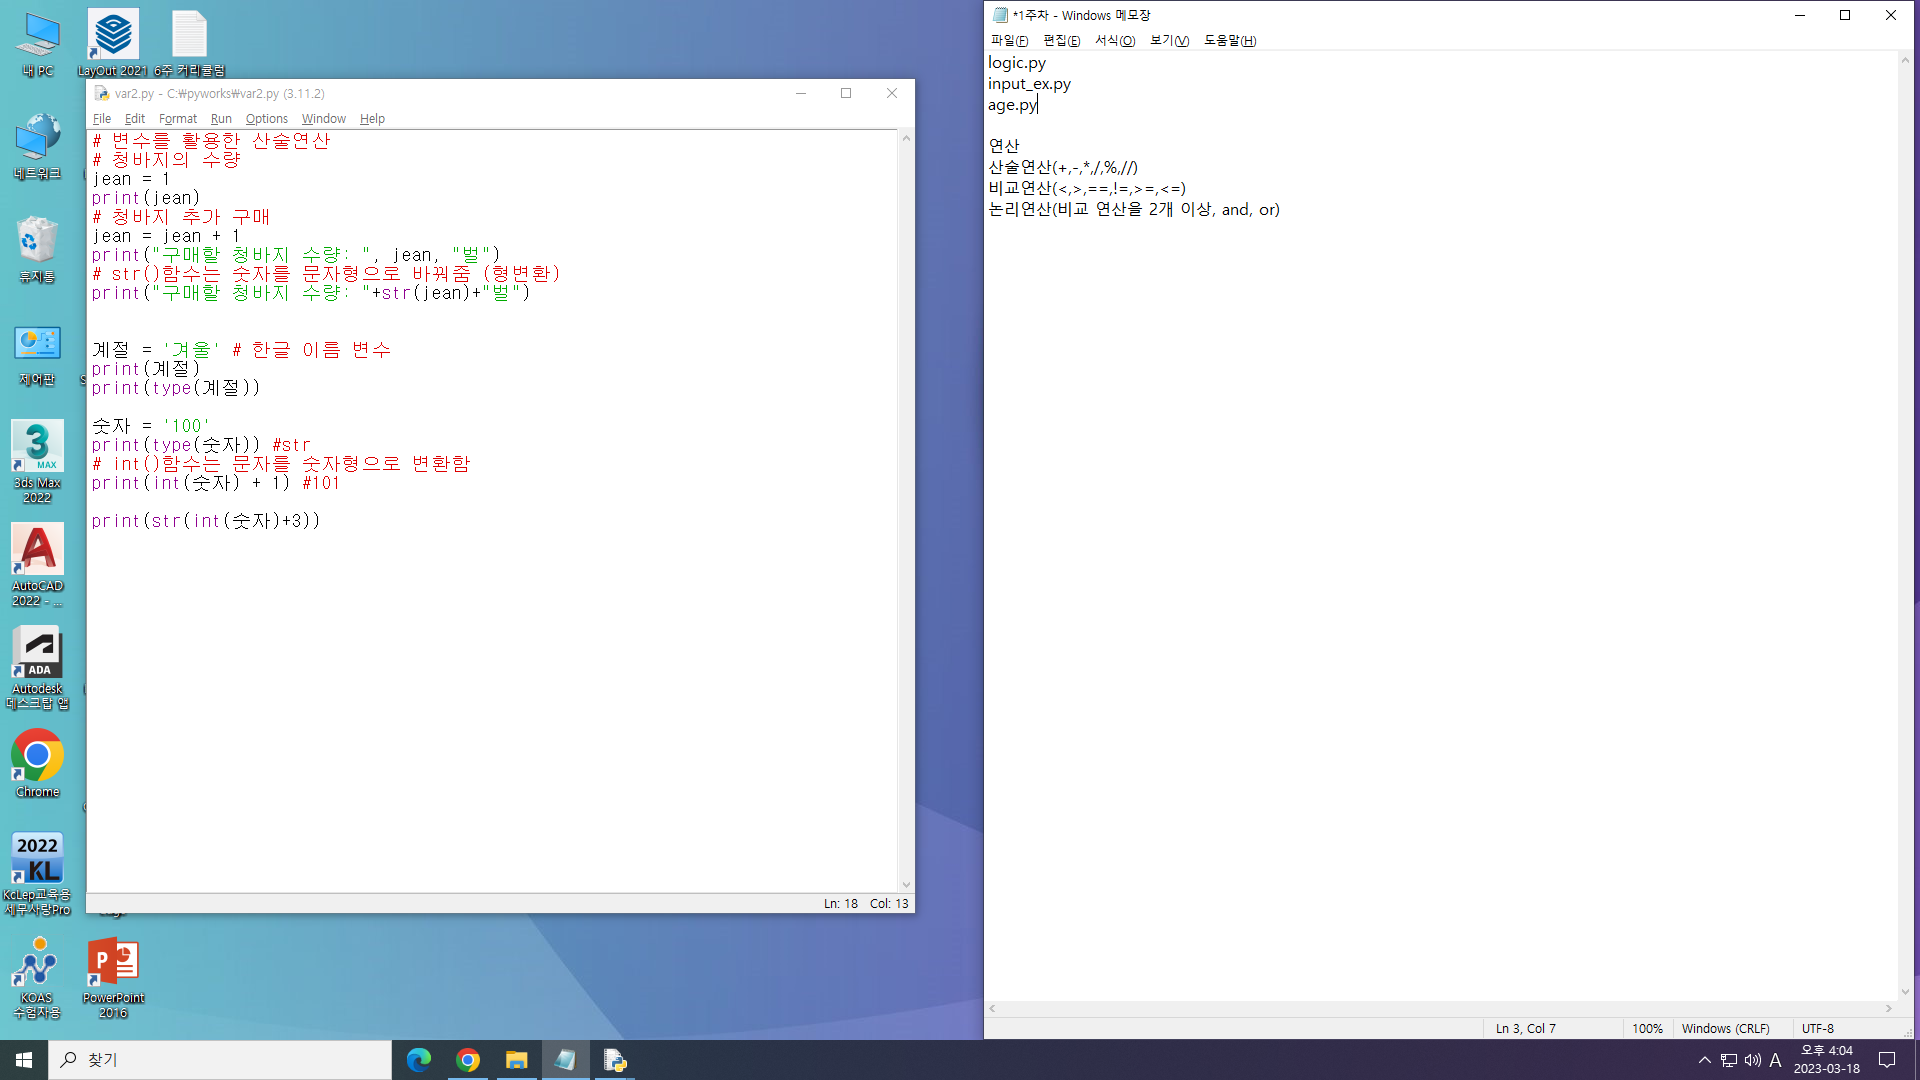 내 PC
LayOut 2021
6주 커리큘럼
네트워크
휴지통
제어판
3
MAX
3ds Max
2022
AutoCAD
2022 - ...
ADA
Autodesk
데스크탑 앱
Chrome
2022
KL
KcLep교육용
세무사랑Pro
KOAS
수험자용
PowerPoint
2016
var2.py - C:₩pyworks₩var2.py (3.11.2)
File Edit Format Run Options Window Help
# 변수를 활용한 산술연산
# 청바지의 수량
jean = 1
print(jean)
# 청바지 추가 구매
jean = jean + 1
print("구매할 청바지 수량: ", jean, "벌")
# str()함수는 숫자를 문자형으로 바꿔줌 (형변환)
print("구매할 청바지 수량: "+str(jean)+"벌")
계절 = '겨울' # 한글 이름 변수
print(계절)
print(type(계절))
숫자 = '100'
print(type(숫자)) #str
# int()함수는 문자를 숫자형으로 변환함
print(int(숫자) + 1) #101
print(str(int(숫자)+3))
Ln: 18 Col: 13
*1주차 - Windows 메모장
파일(F) 편집(E) 서식(O) 보기(V) 도움말(H)
logic.py
input_ex.py
age.py
연산
산술연산(+,-,*,/,%,//)
비교연산(<,>,==,!=,>=,<=)
논리연산(비교 연산을 2개 이상, and, or)
Ln 3, Col 7 100% Windows (CRLF) UTF-8
찾기
A
오후 4:04
2023-03-18